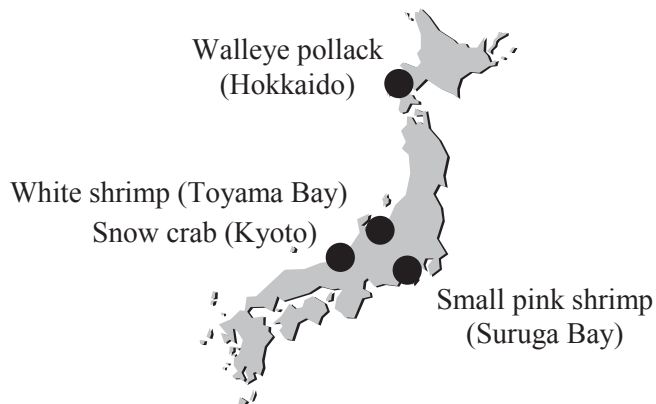 Walleye pollack
(Hokkaido)
White shrimp (Toyama Bay)
Snow crab (Kyoto)
Small pink shrimp
(Suruga Bay)